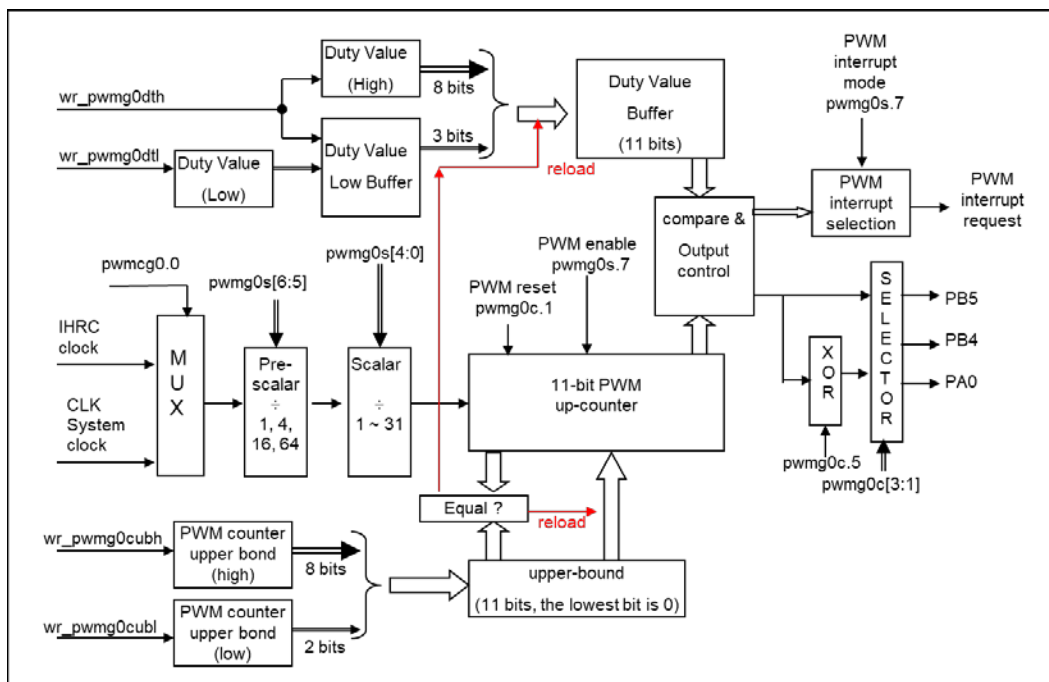 Duty Value
(High)
8 bits
wr_pwmg0dth
3 bits
wr_pwmg0dtl
Duty Value
(Low)
Duty Value
Low Buffer
reload
Duty Value
Buffer
(11 bits)
PWM
interrupt
mode
pwmg0s.7
PWM
interrupt
selection
PWM
interrupt
request
compare &
Output
control
pwmcg0.0
pwmg0s[6:5]
pwmg0s[4:0]
PWM enable
pwmg0s.7
PWM reset
pwmg0c.1
IHRC
clock
CLK
System
clock
MUX
Pre-
scalar
÷
1, 4,
16, 64
Scalar
÷
1 ~ 31
11-bit PWM
up-counter
XOR
SELECTOR
PB5
PB4
PA0
pwmg0c.5
pwmg0c[3:1]
Equal ?
reload
wr_pwmg0cubh
PWM counter
upper bond
(high)
8 bits
wr_pwmg0cubl
PWM counter
upper bond
(low)
2 bits
upper-bound
(11 bits, the lowest bit is 0)